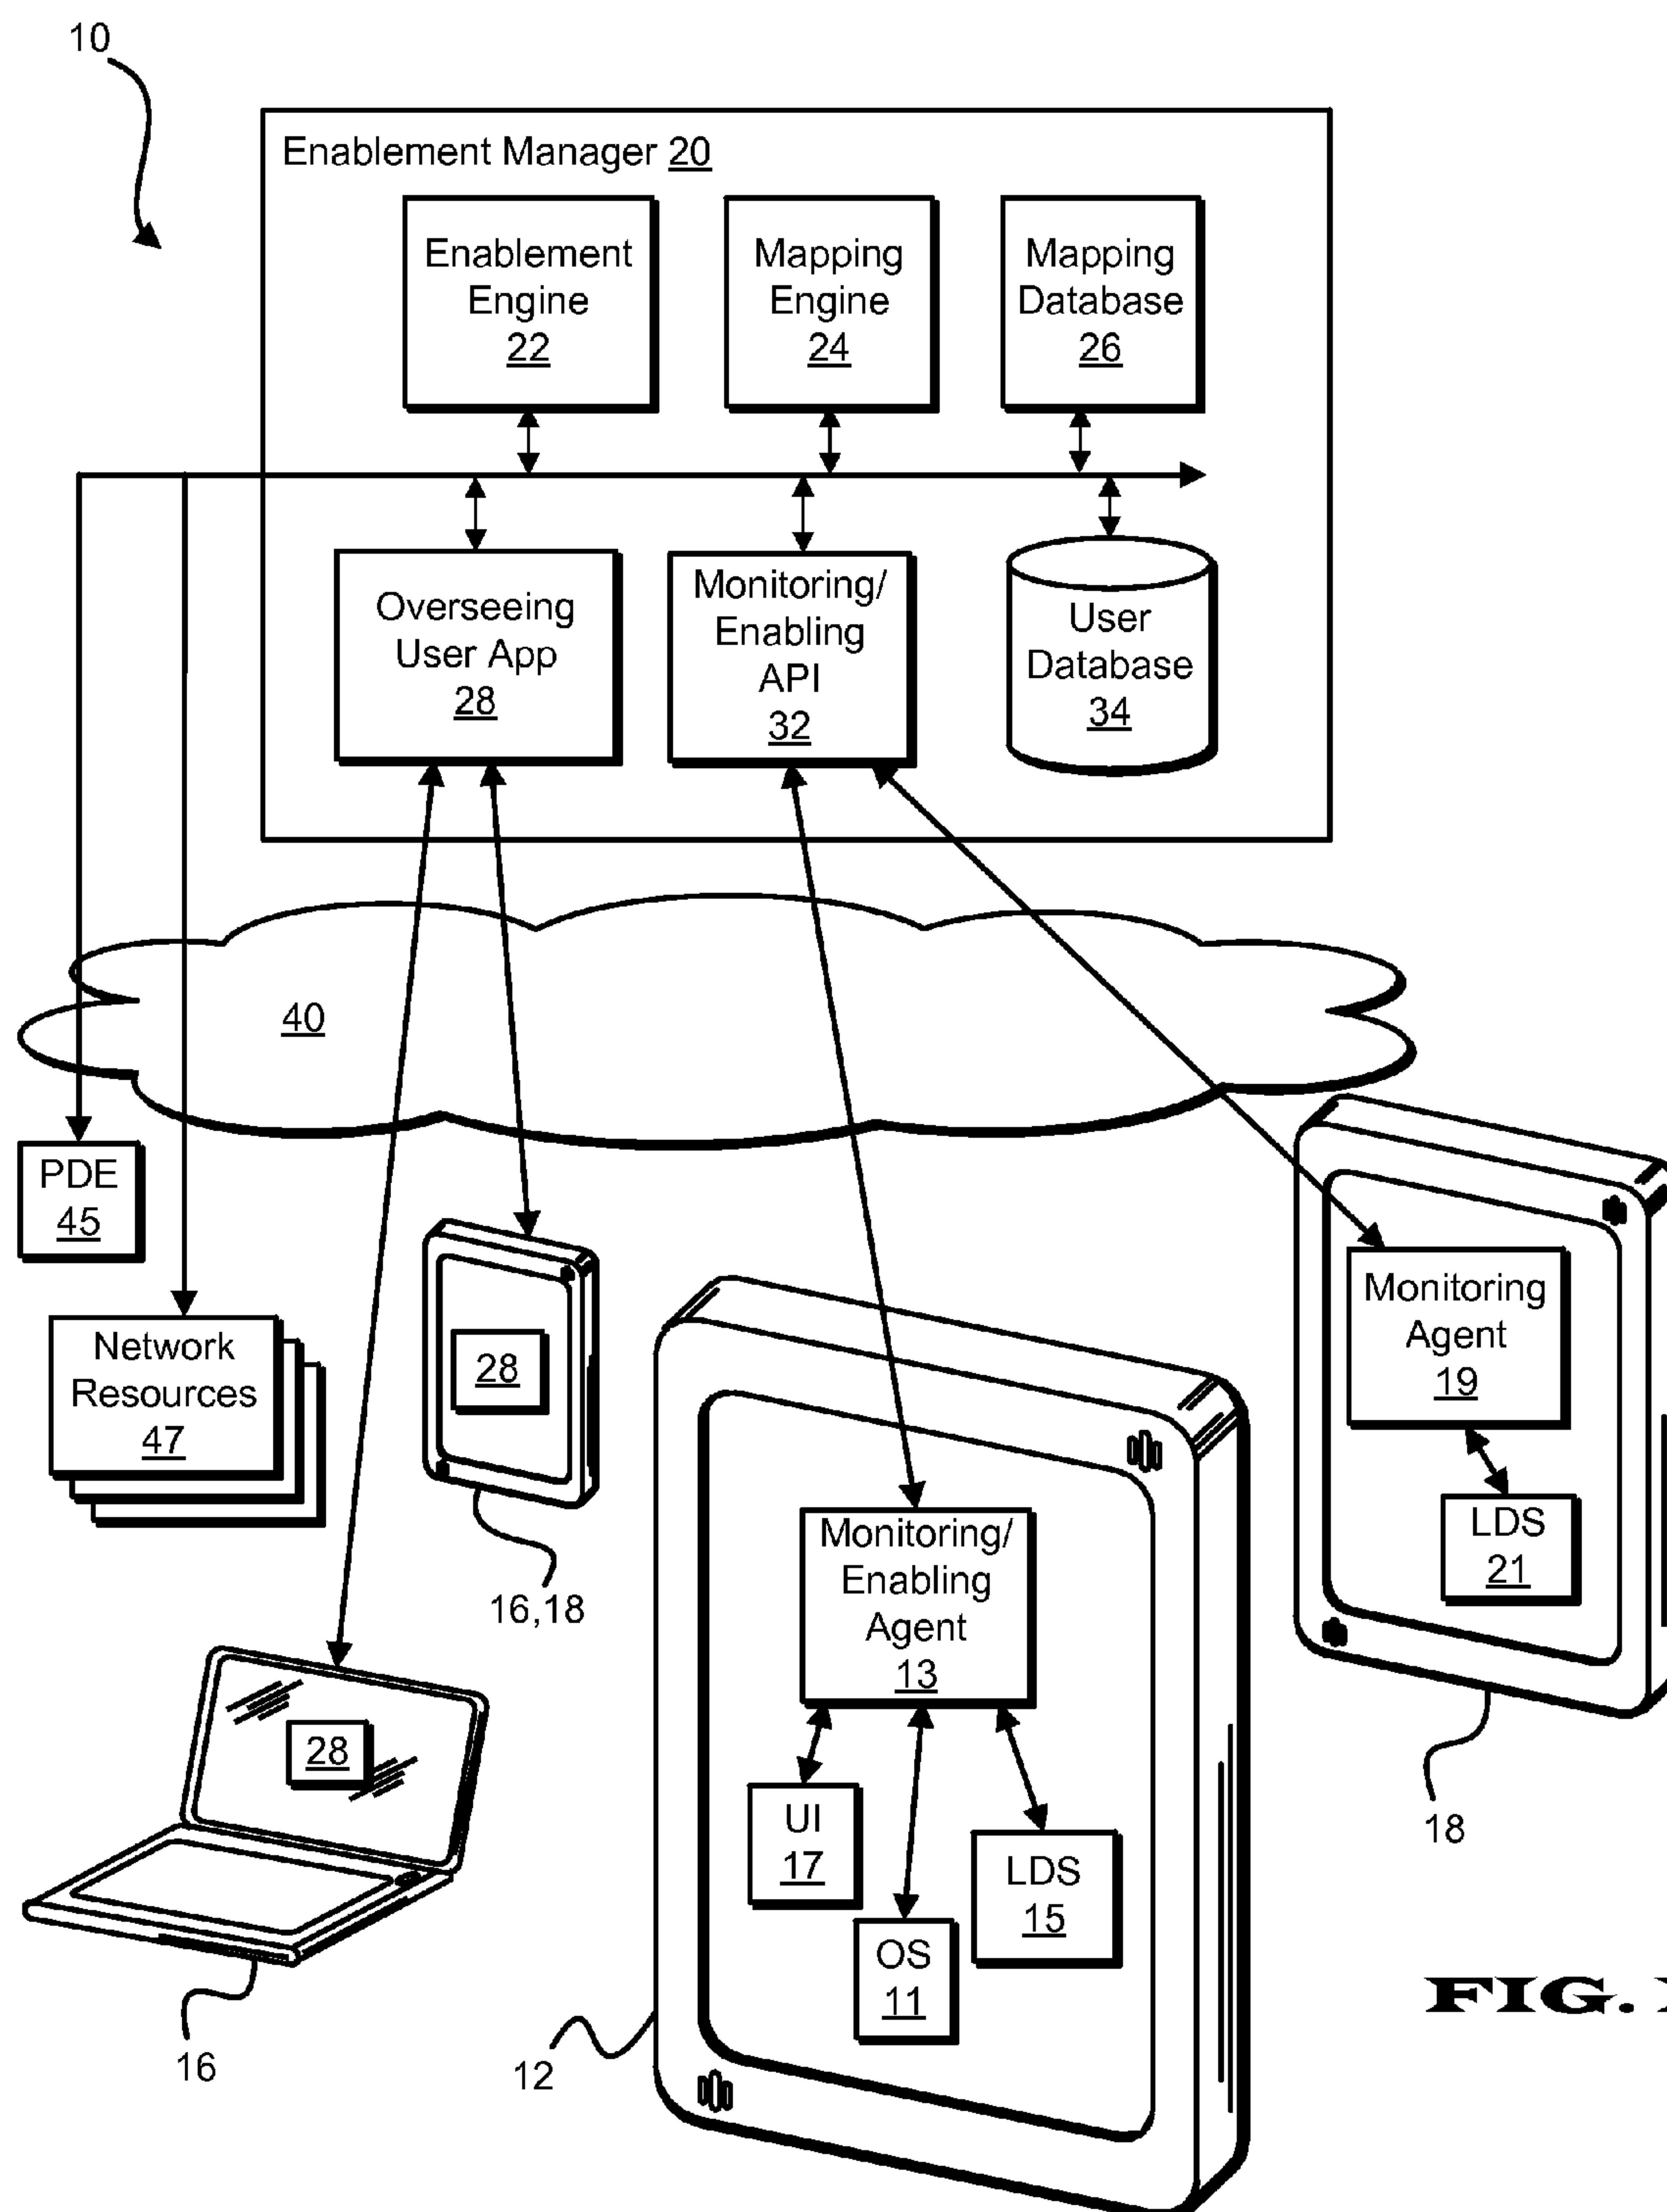 10
Enablement Manager 20
Enablement
Engine
22
Mapping
Engine
24
Mapping
Database
26
Overseeing
User App
28
Monitoring/
Enabling
API
32
User
Database
34
40
PDE
45
Network
Resources
47
28
16,18
Monitoring
Agent
19
LDS
21
18
Monitoring/
Enabling
Agent
13
UI
17
OS
11
LDS
15
12
28
16
FIG.